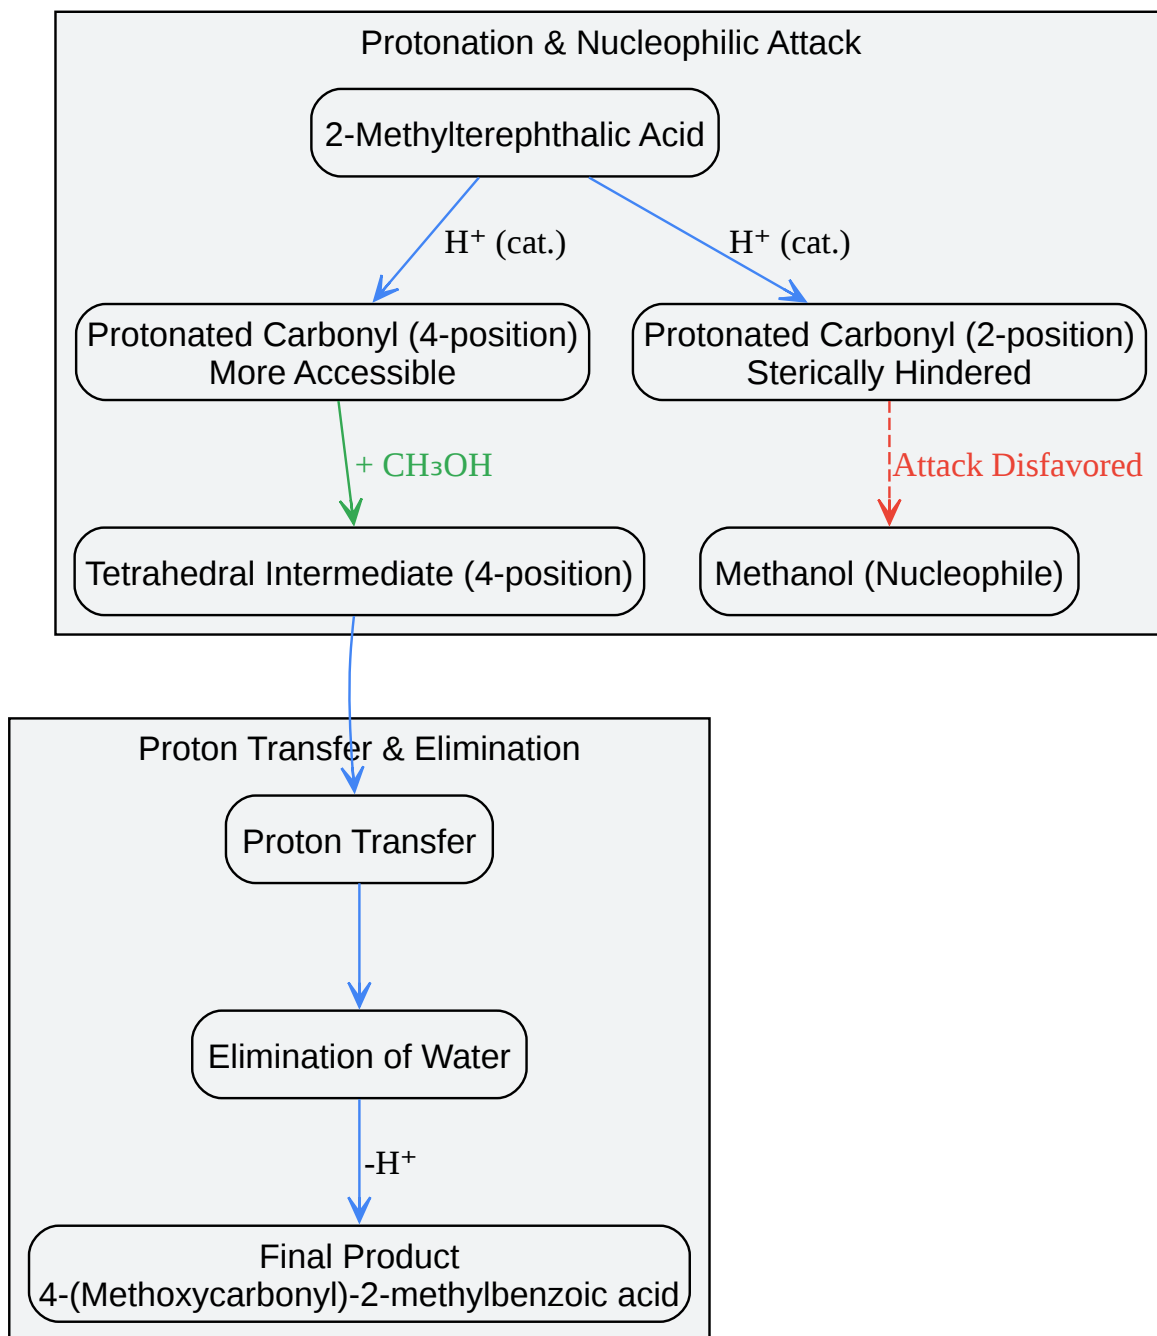 Protonation & Nucleophilic Attack
2-Methylterephthalic Acid
H⁺ (cat.)
H⁺ (cat.)
Protonated Carbonyl (4-position)
More Accessible
Protonated Carbonyl (2-position)
Sterically Hindered
+ CH₃OH
Attack Disfavored
Tetrahedral Intermediate (4-position)
Methanol (Nucleophile)
Proton Transfer & Elimination
Proton Transfer
Elimination of Water
-H⁺
Final Product
4-(Methoxycarbonyl)-2-methylbenzoic acid